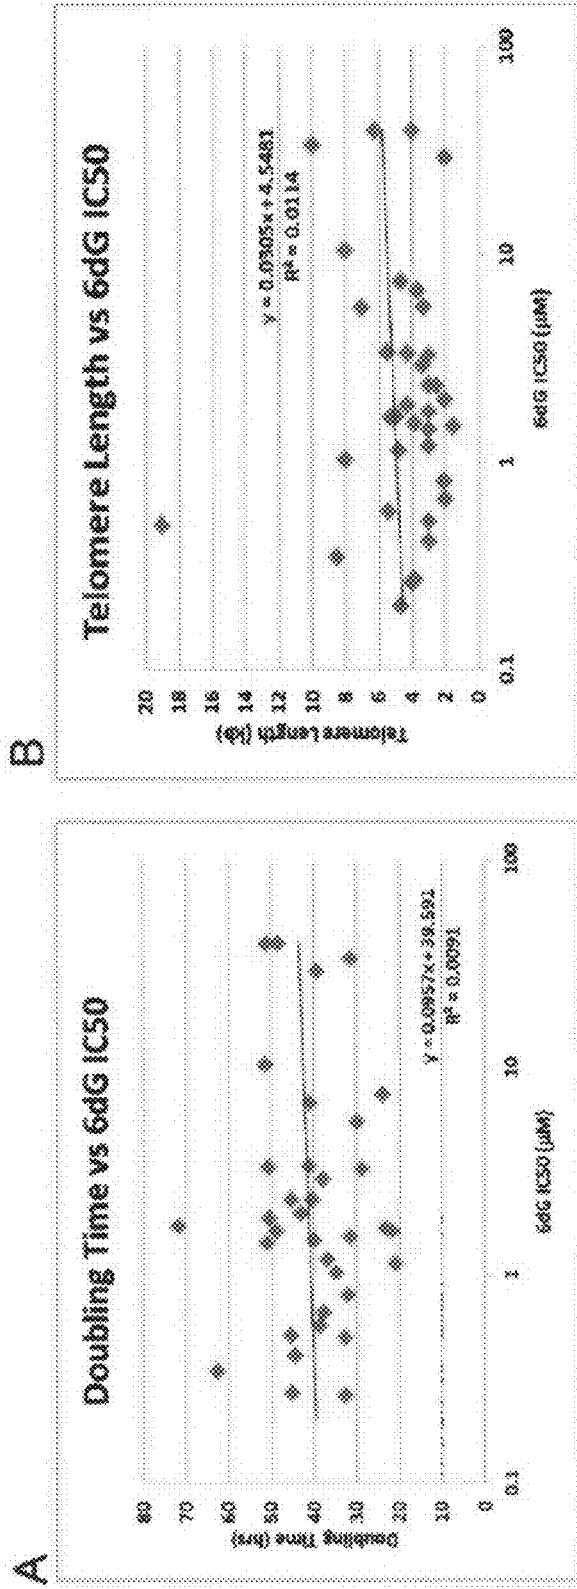 A
Doubling Time vs 6dG IC50
Doubling Time (hrs)
80
70
60
50
40
30
20
10
0
0.1
1
10
100
6dG IC50 (µM)
y = 0.0957x + 39.591
R² = 0.0091
B
Telomere Length vs 6dG IC50
Telomere Length (kb)
20
18
16
14
12
10
8
6
4
2
0
0.1
1
10
100
6dG IC50 (µM)
y = 0.0305x + 4.5481
R² = 0.0114